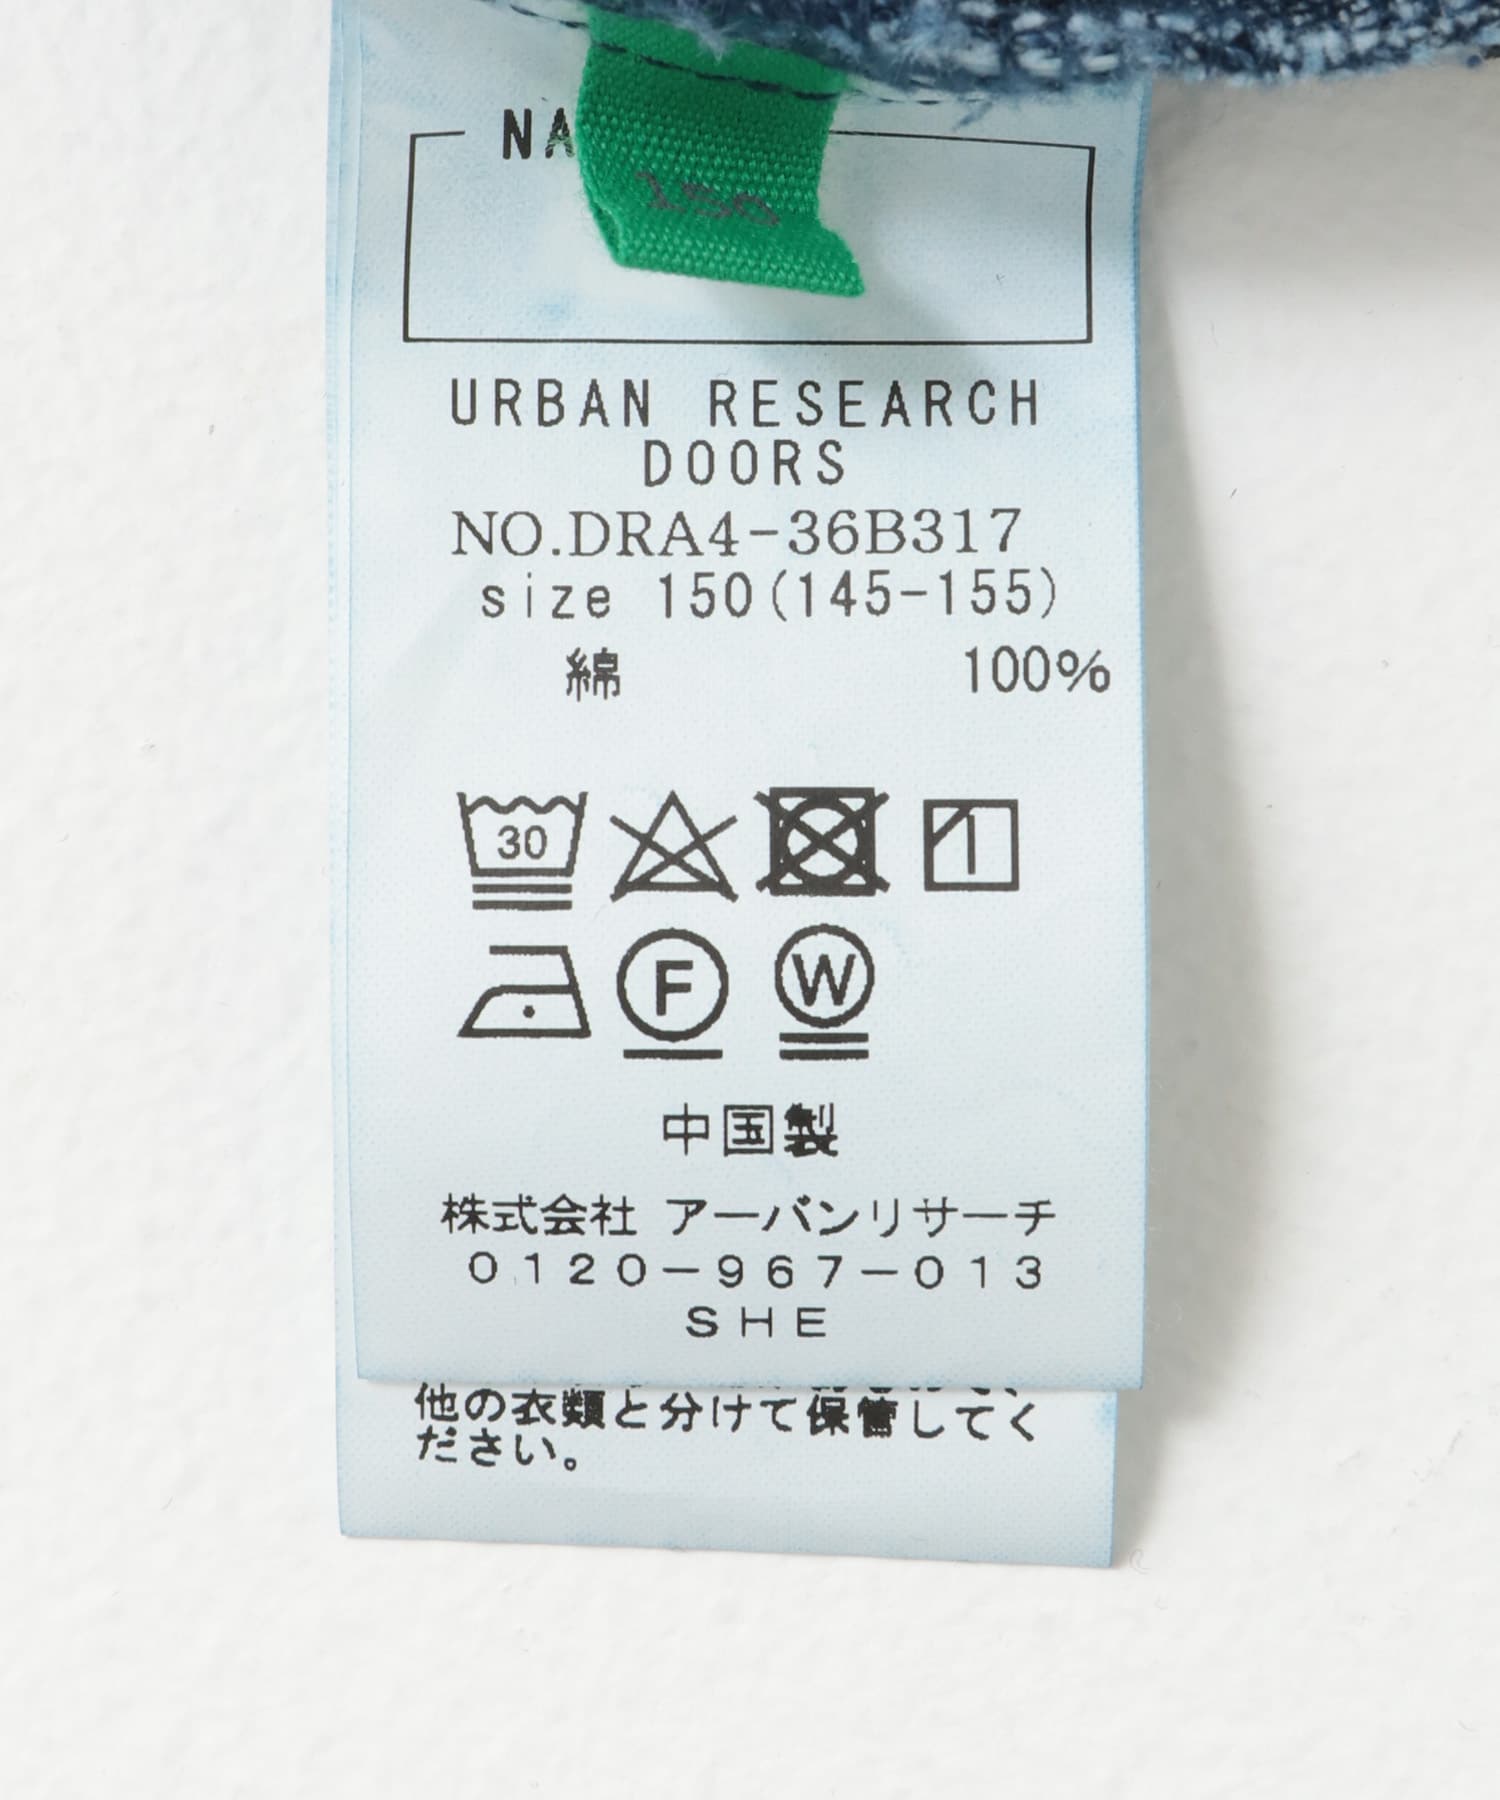 150
URBAN RESEARCH
DOORS
NO.DRA4-36B317
size 150(145-155)
綿 100%
30
F W
中国製
株式会社 アーバンリサーチ
0120-967-013
SHE
他の衣類と分けて保管してく
ださい。